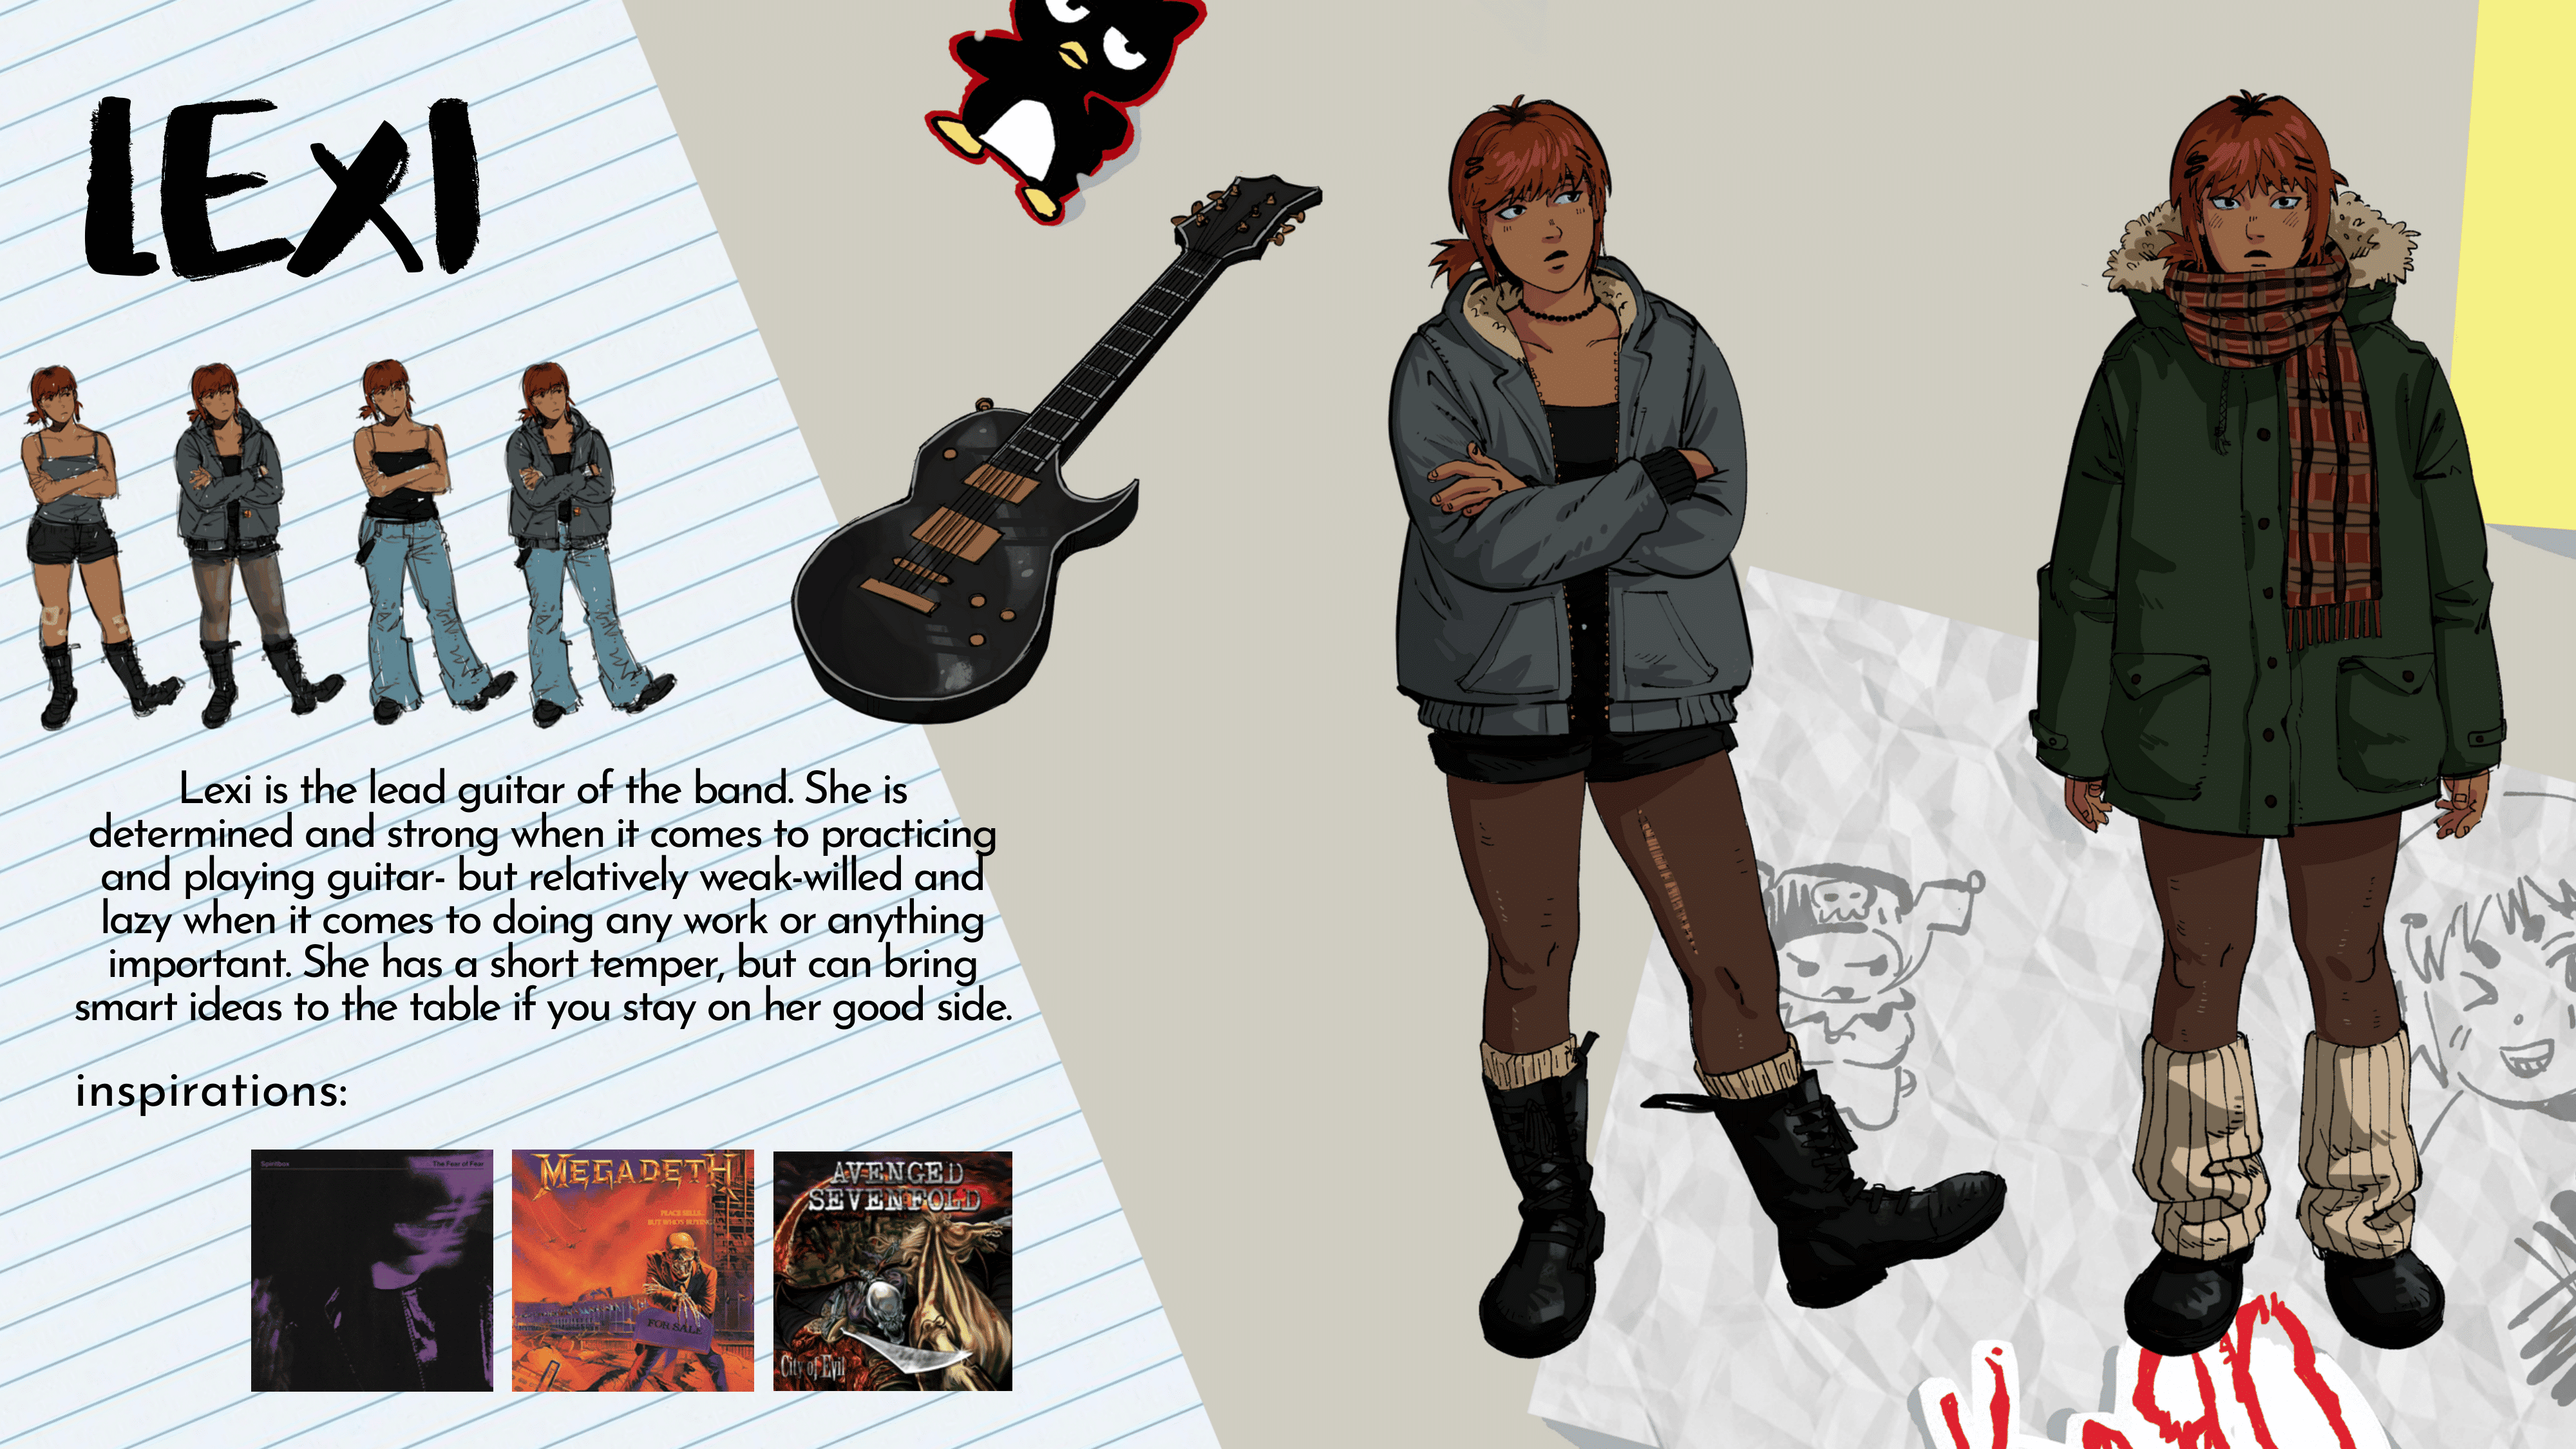 LEXI
Lexi is the lead guitar of the band. She is
determined and strong when it comes to practicing
and playing guitar- but relatively weak-willed and
lazy when it comes to doing any work or anything
important. She has a short temper, but can bring
smart ideas to the table if you stay on her good side.
inspirations:
Spiritbox The Fear of Fear
MEGADETH
PEACE SELLS...
BUT WHO'S BUYING?
FOR SALE
AVENGED
SEVENFOLD
City of Evil